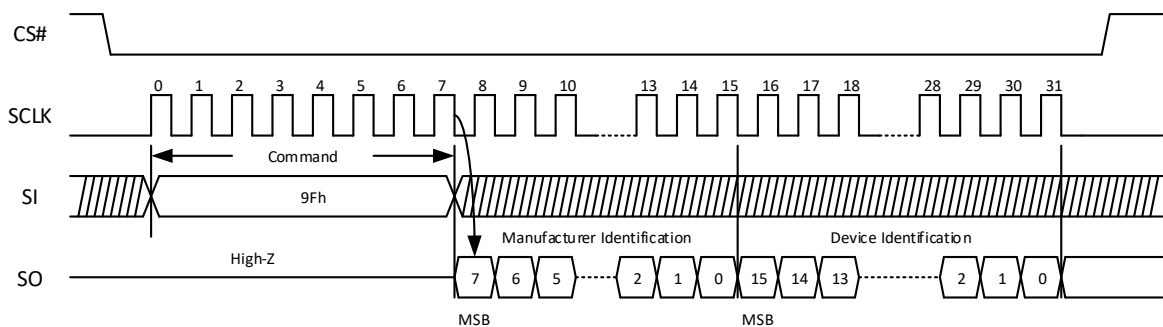 CS#
0 1 2 3 4 5 6 7 8 9 10 13 14 15 16 17 18 28 29 30 31
SCLK
Command
SI 9Fh
Manufacturer Identification Device Identification
High-Z
SO 7 6 5 2 1 0 15 14 13 2 1 0
MSB MSB